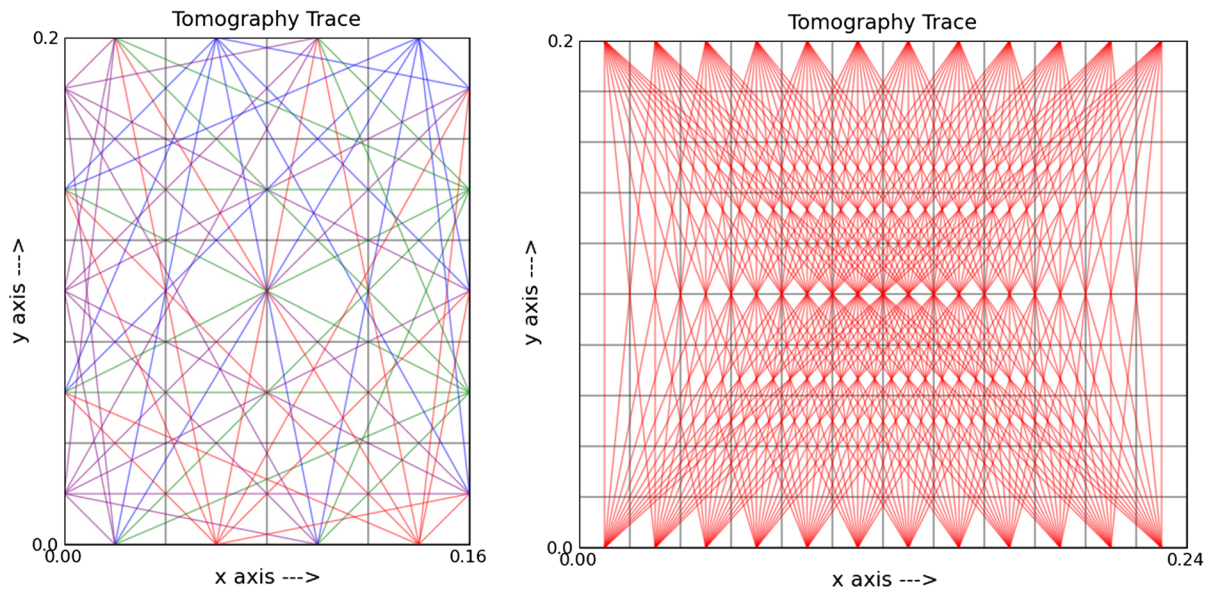 Tomography Trace
0.2
y axis --->
0.0
0.00
0.16
x axis --->
Tomography Trace
0.2
y axis --->
0.0
0.00
0.24
x axis --->